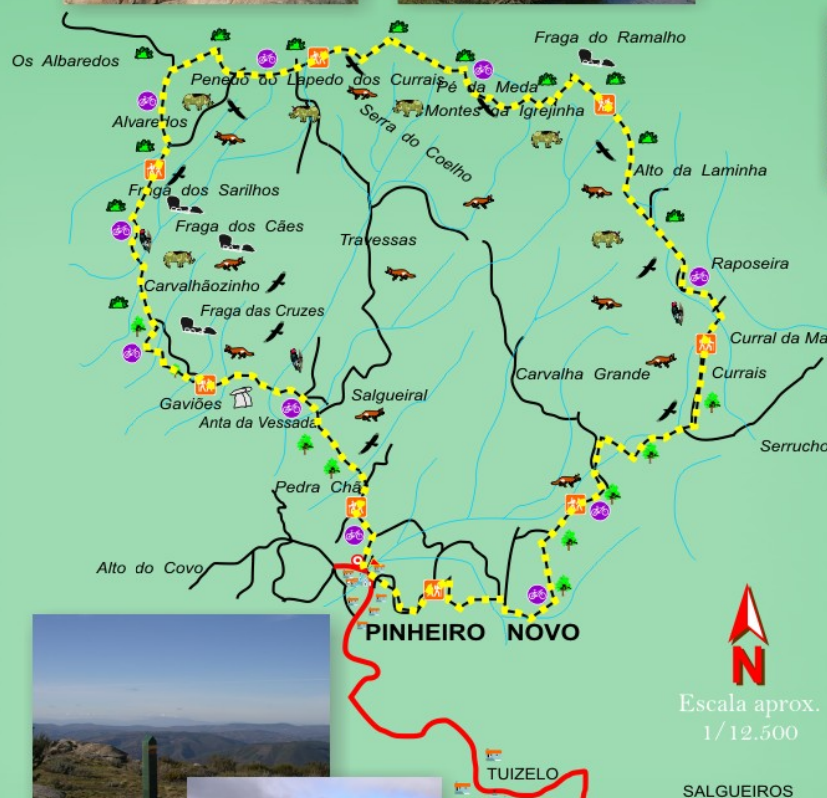 Fraga do Ramalho
Os Albaredos
Penedo do Lapedo dos Currais
Pé da Meda
Montes da Igrejinha
Alvaredos
Serra do Coelho
Alto da Laminha
Fraga dos Sarilhos
Fraga dos Cães
Travessas
Raposeira
Carvalhãozinho
Fraga das Cruzes
Curral da Ma
Currais
Carvalha Grande
Salgueiral
Gaviões
Anta da Vessada
Serrucho
Pedra Chã
Alto do Covo
PINHEIRO NOVO
N
Escala aprox.
1/12.500
TUIZELO
SALGUEIROS